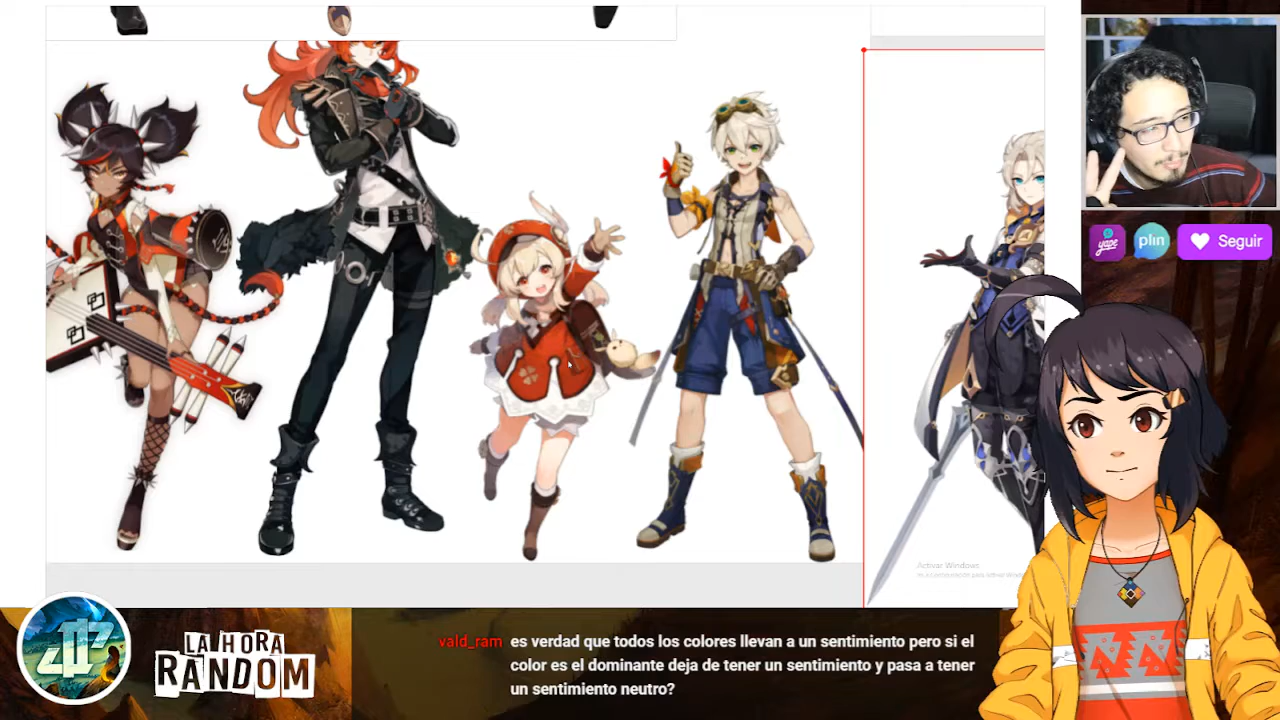 yape
plin
Seguir
Activar Windows
LA HORA
RANDOM
vald_ram es verdad que todos los colores llevan a un sentimiento pero si el
color es el dominante deja de tener un sentimiento y pasa a tener
un sentimiento neutro?